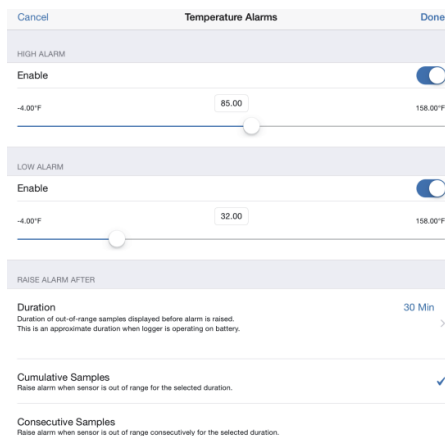 Cancel Temperature Alarms Done
HIGH ALARM
Enable
-4.00°F 85.00 158.00°F
LOW ALARM
Enable
-4.00°F 32.00 158.00°F
RAISE ALARM AFTER
Duration 30 Min
Duration of out-of-range samples displayed before alarm is raised.
This is an approximate duration when logger is operating on battery.
Cumulative Samples
Raise alarm when sensor is out of range for the selected duration.
Consecutive Samples
Raise alarm when sensor is out of range consecutively for the selected duration.